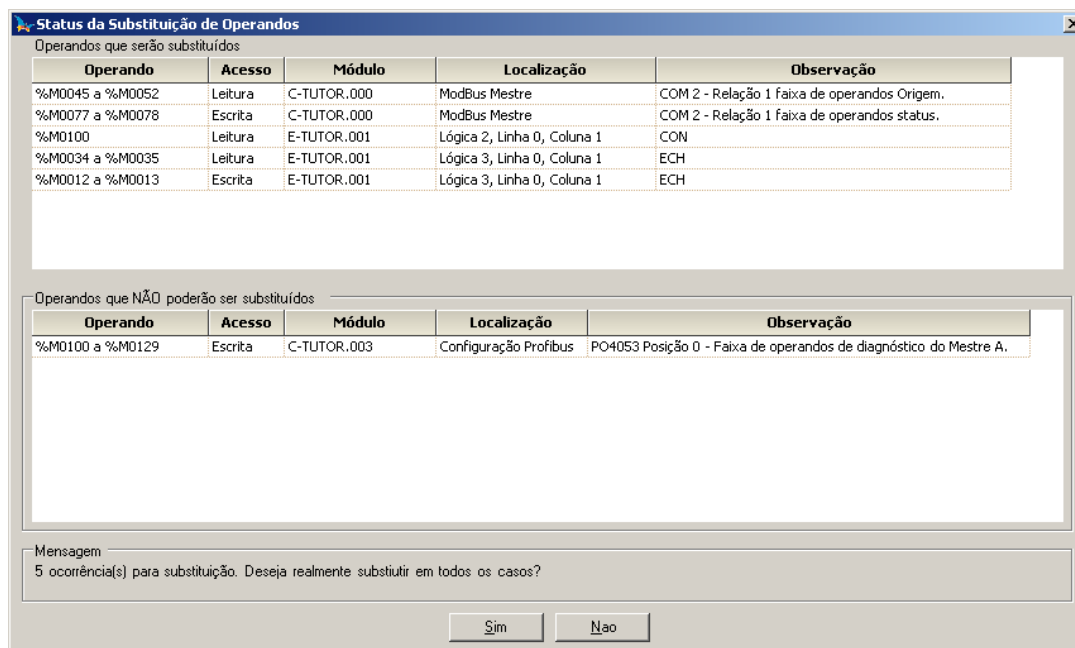 Status da Substituição de Operandos
Operandos que serão substituídos
Operando Acesso Módulo Localização Observação
%M0045 a %M0052 Leitura C-TUTOR.000 ModBus Mestre COM 2 - Relação 1 faixa de operandos Origem.
%M0077 a %M0078 Escrita C-TUTOR.000 ModBus Mestre COM 2 - Relação 1 faixa de operandos status.
%M0100 Leitura E-TUTOR.001 Lógica 2, Linha 0, Coluna 1 CON
%M0034 a %M0035 Leitura E-TUTOR.001 Lógica 3, Linha 0, Coluna 1 ECH
%M0012 a %M0013 Escrita E-TUTOR.001 Lógica 3, Linha 0, Coluna 1 ECH
Operandos que NÃO poderão ser substituídos
Operando Acesso Módulo Localização Observação
%M0100 a %M0129 Escrita C-TUTOR.003 Configuração Profibus PO4053 Posição 0 - Faixa de operandos de diagnóstico do Mestre A.
Mensagem
5 ocorrência(s) para substituição. Deseja realmente substiutir em todos os casos?
Sim Nao